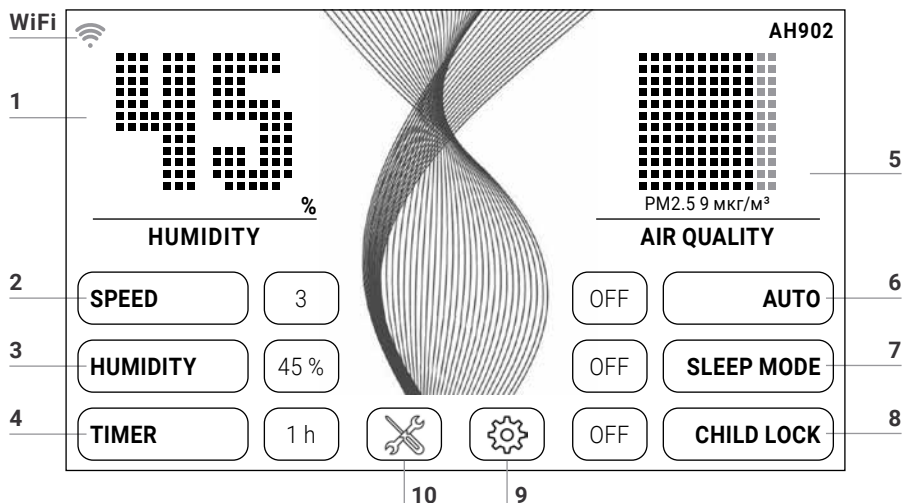 WiFi
AH902
1
45
%
HUMIDITY
PM2.5 9 мкг/м³
AIR QUALITY
5
2
SPEED
3
OFF
AUTO
6
3
HUMIDITY
45 %
OFF
SLEEP MODE
7
4
TIMER
1 h
OFF
CHILD LOCK
8
10
9